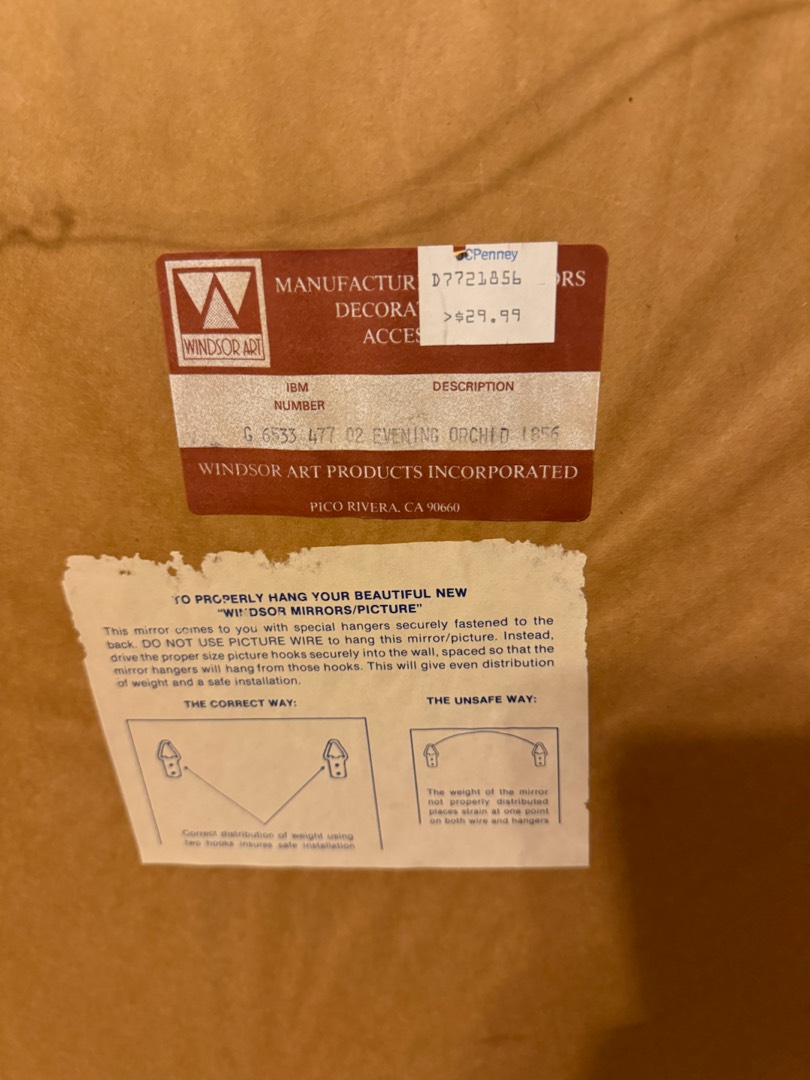 JCPenney
D7721856
>$29.99
MANUFACTUR ORS
DECORAT
ACCES
WINDSOR ART
IBM NUMBER
DESCRIPTION
G 6533 477 02 EVENING ORCHID 1856
WINDSOR ART PRODUCTS INCORPORATED
PICO RIVERA, CA 90660
TO PROPERLY HANG YOUR BEAUTIFUL NEW
"WINDSOR MIRRORS/PICTURE"
This mirror comes to you with special hangers securely fastened to the
back. DO NOT USE PICTURE WIRE to hang this mirror/picture. Instead,
drive the proper size picture hooks securely into the wall, spaced so that the
mirror hangers will hang from those hooks. This will give even distribution
of weight and a safe installation.
THE CORRECT WAY:
Correct distribution of weight using
two hooks insures safe installation
THE UNSAFE WAY:
The weight of the mirror
not properly distributed
places strain at one point
on both wire and hangers